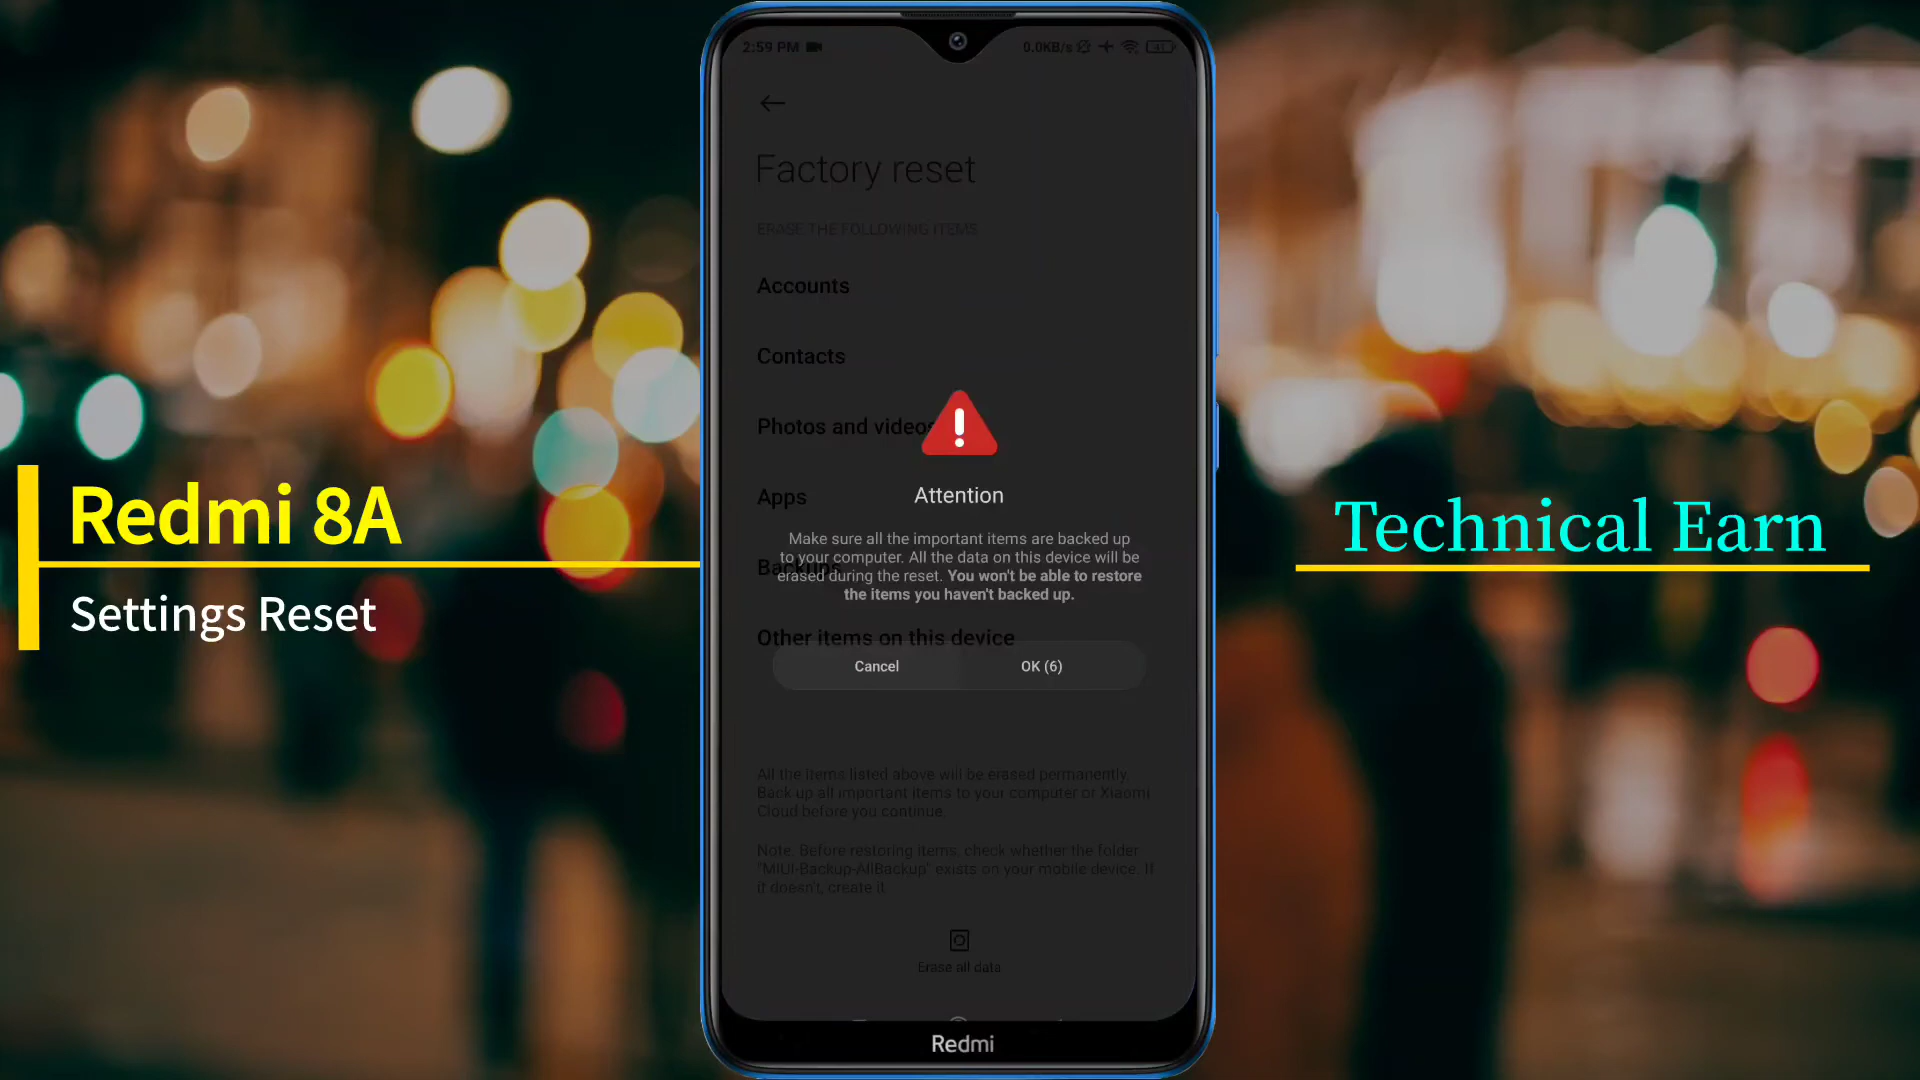 2:59 PM
0.0KB/s
41
Factory reset
ERASE THE FOLLOWING ITEMS
Accounts
Contacts
Photos and videos
Apps
Attention
Make sure all the important items are backed up
to your computer. All the data on this device will be
Backups
erased during the reset. You won't be able to restore
the items you haven't backed up.
Other items on this device
Cancel
OK (6)
All the items listed above will be erased permanently.
Back up all important items to your computer or Xiaomi
Cloud before you continue.
Note. Before restoring items, check whether the folder
"MIUI-Backup-AllBackup" exists on your mobile device. If
it doesn't, create it
Erase all data
Redmi
Redmi 8A
Settings Reset
Technical Earn